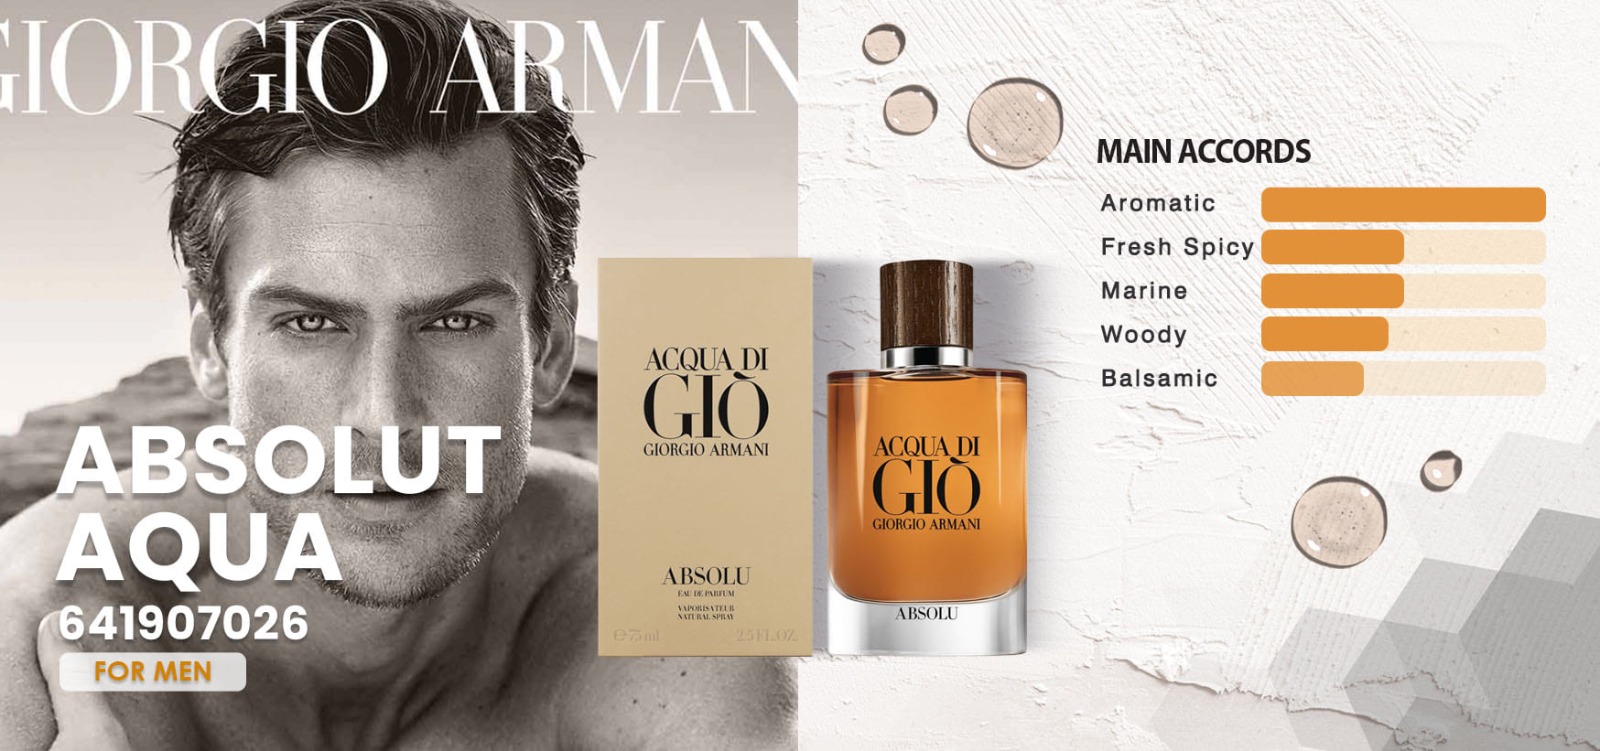 GIORGIO ARMAN
ABSOLUT
AQUA
641907026
FOR MEN
ACQUA DI
GIÒ
GIORGIO ARMANI
ABSOLU
EAU DE PARFUM
VAPORISATEUR
NATURAL SPRAY
℮ 75 ml 2.5 FL.OZ.
ACQUA DI
GIÒ
GIORGIO ARMANI
ABSOLU
MAIN ACCORDS
Aromatic
Fresh Spicy
Marine
Woody
Balsamic